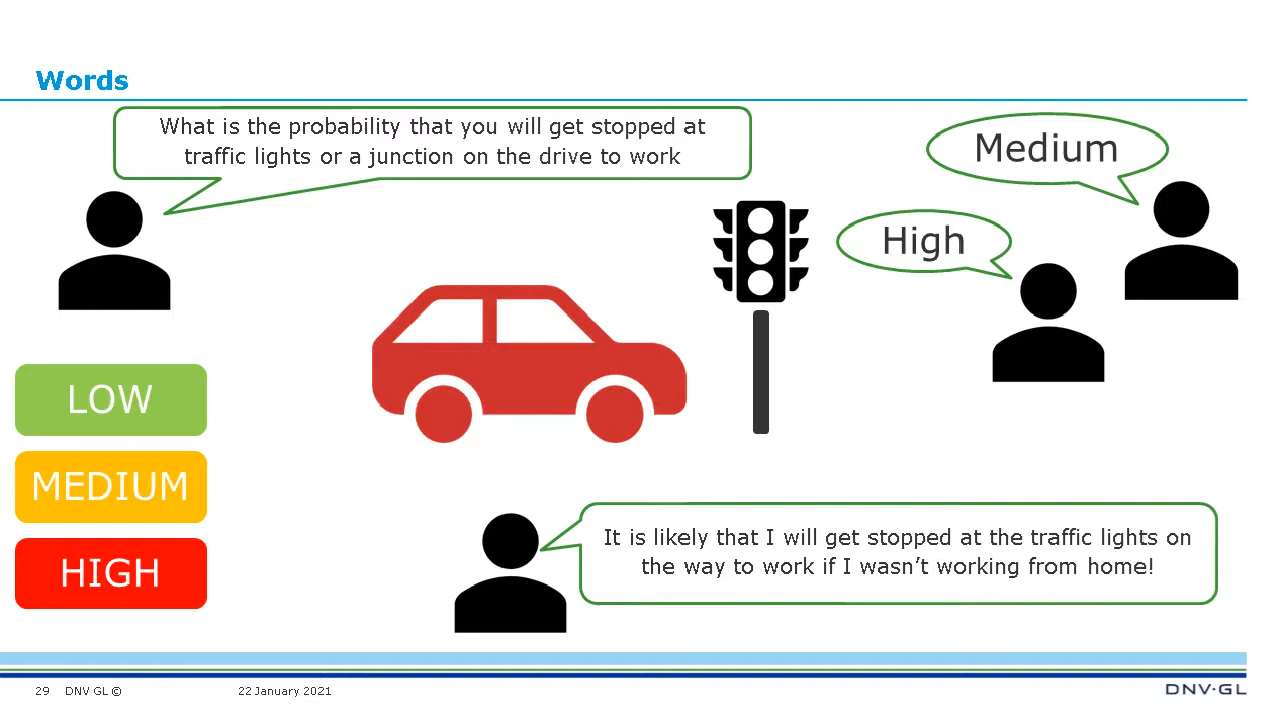 Words
What is the probability that you will get stopped at
traffic lights or a junction on the drive to work
Medium
High
LOW
MEDIUM
HIGH
It is likely that I will get stopped at the traffic lights on
the way to work if I wasn't working from home!
29 DNV GL © 22 January 2021
DNV·GL